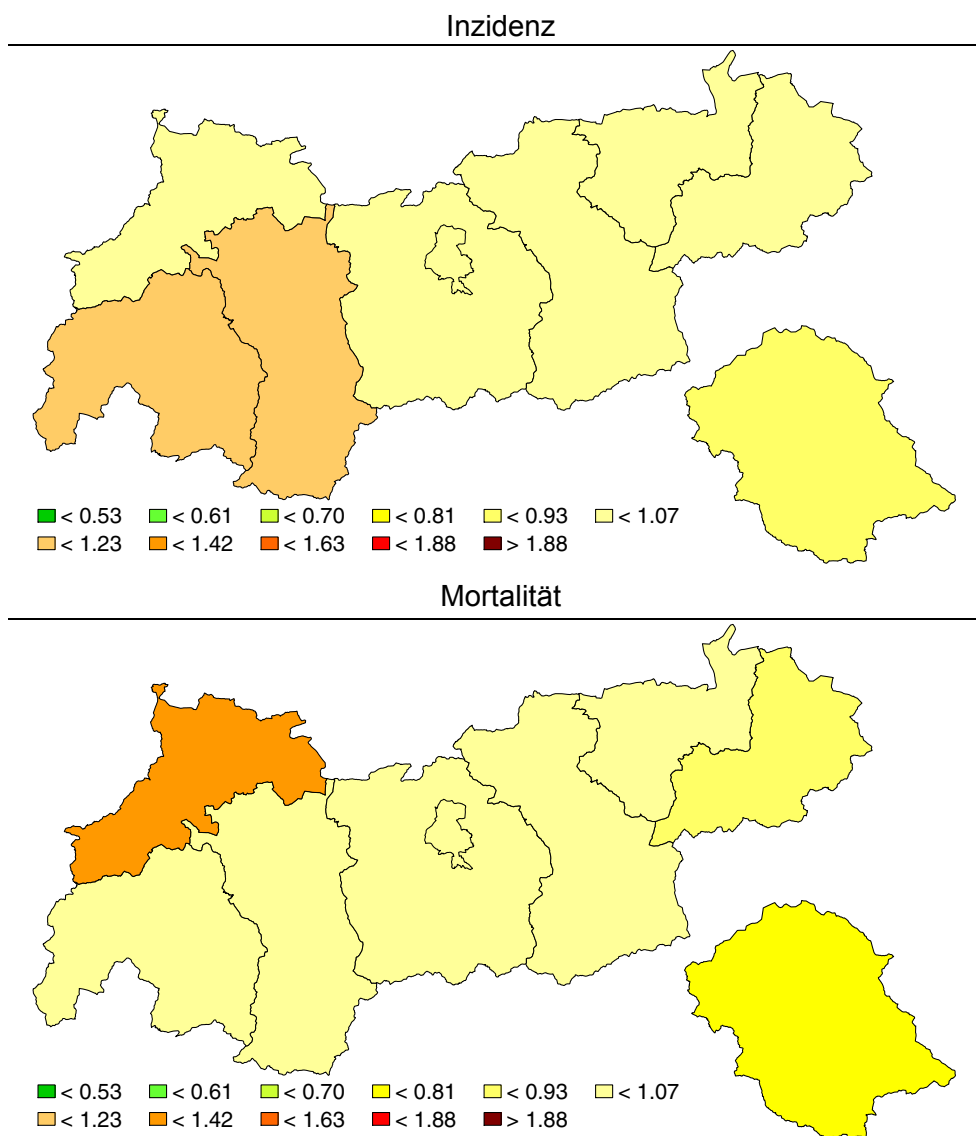 Inzidenz
< 0.53 < 0.61 < 0.70 < 0.81 < 0.93 < 1.07
< 1.23 < 1.42 < 1.63 < 1.88 > 1.88
Mortalität
< 0.53 < 0.61 < 0.70 < 0.81 < 0.93 < 1.07
< 1.23 < 1.42 < 1.63 < 1.88 > 1.88